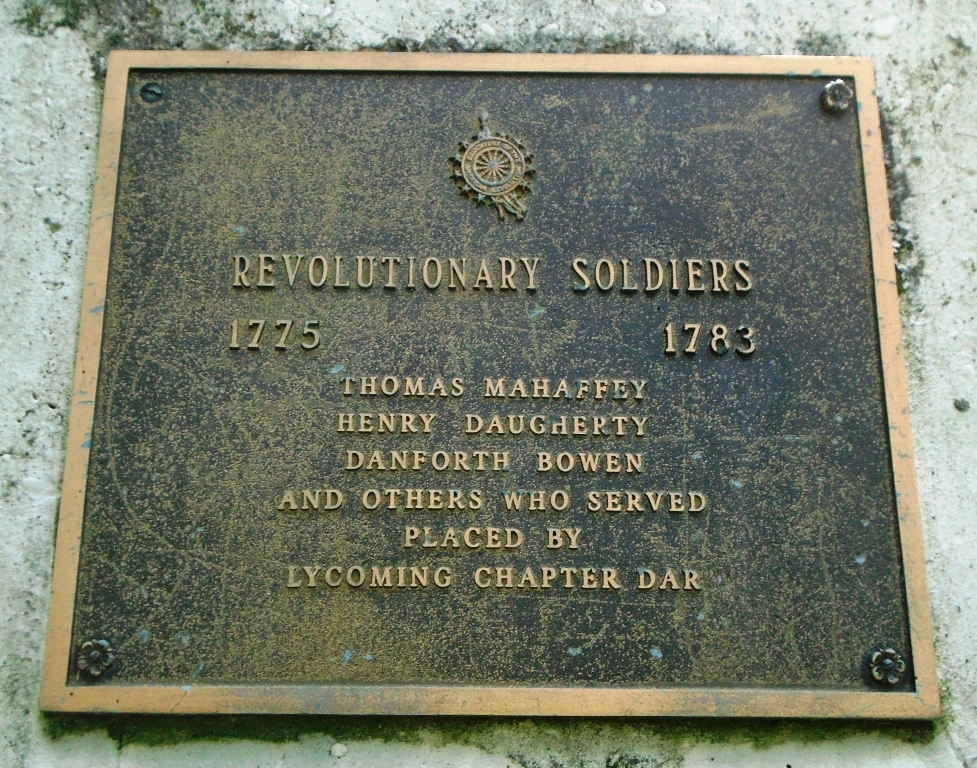 REVOLUTIONARY SOLDIERS
1775 1783
THOMAS MAHAFFEY
HENRY DAUGHERTY
DANFORTH BOWEN
AND OTHERS WHO SERVED
PLACED BY
LYCOMING CHAPTER DAR